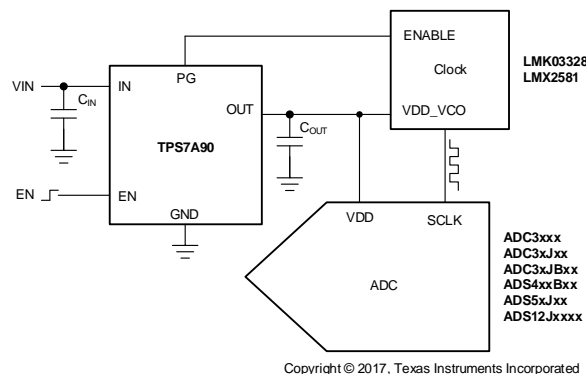 ENABLE
Clock
LMK03328
LMX2581
PG
VIN
IN
C_IN
OUT
VDD_VCO
C_OUT
TPS7A90
EN
EN
GND
VDD
SCLK
ADC
ADC3xxx
ADC3xJxx
ADC3xJBxx
ADS4xxBxx
ADS5xJxx
ADS12Jxxxx
Copyright © 2017, Texas Instruments Incorporated